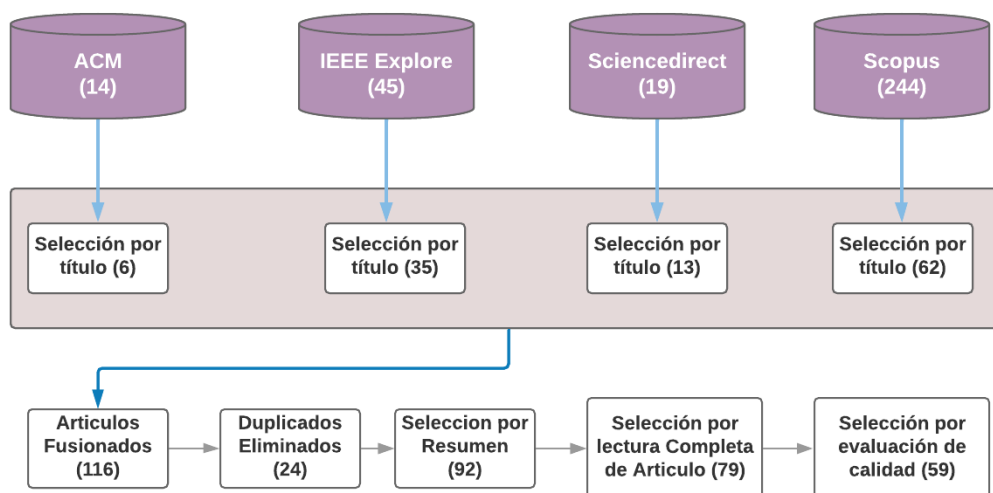 ACM
(14)
IEEE Explore
(45)
Sciencedirect
(19)
Scopus
(244)
Selección por
título (6)
Selección por
título (35)
Selección por
título (13)
Selección por
título (62)
Articulos
Fusionados
(116)
Duplicados
Eliminados
(24)
Seleccion por
Resumen
(92)
Selección por
lectura Completa
de Articulo (79)
Selección por
evaluación de
calidad (59)